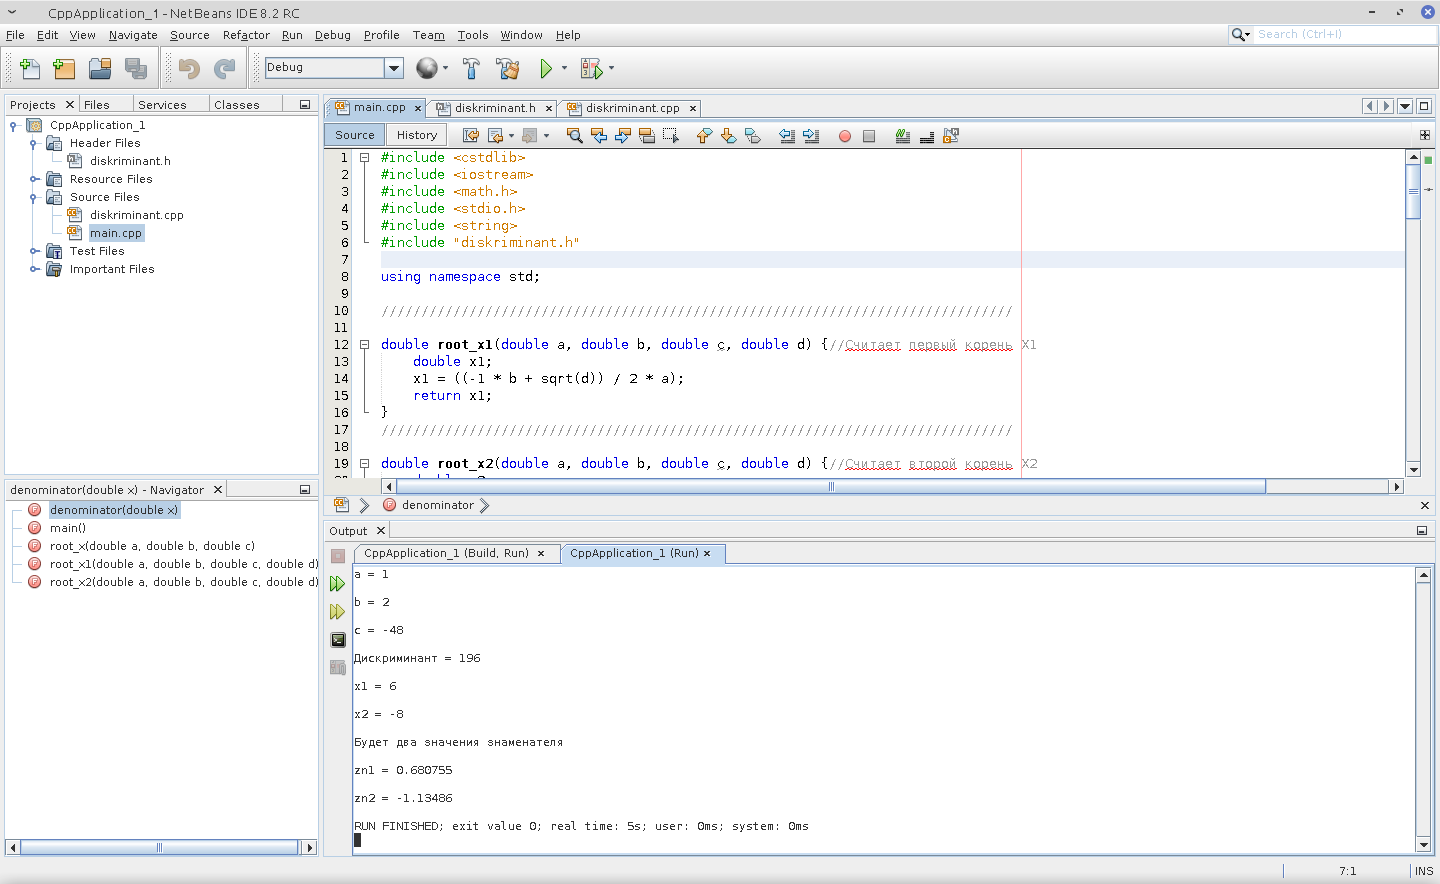 CppApplication_1 - NetBeans IDE 8.2 RC
File Edit View Navigate Source Refactor Run Debug Profile Team Tools Window Help
Search (Ctrl+I)
Debug
Projects Files Services Classes
CppApplication_1
Header Files
diskriminant.h
Resource Files
Source Files
diskriminant.cpp
main.cpp
Test Files
Important Files
denominator(double x) - Navigator
denominator(double x)
main()
root_x(double a, double b, double c)
root_x1(double a, double b, double c, double d)
root_x2(double a, double b, double c, double d)
main.cpp diskriminant.h diskriminant.cpp
Source History
1 #include <cstdlib>
2 #include <iostream>
3 #include <math.h>
4 #include <stdio.h>
5 #include <string>
6 #include "diskriminant.h"
7
8 using namespace std;
9
10 ///////////////////////////////////////////////////////////////////////////////
11
12 double root_x1(double a, double b, double c, double d) {//Считает первый корень X1
13 double x1;
14 x1 = ((-1 * b + sqrt(d)) / 2 * a);
15 return x1;
16 }
17 ///////////////////////////////////////////////////////////////////////////////
18
19 double root_x2(double a, double b, double c, double d) {//Считает второй корень X2
denominator
Output
CppApplication_1 (Build, Run) CppApplication_1 (Run)
a = 1
b = 2
c = -48
Дискриминант = 196
x1 = 6
x2 = -8
Будет два значения знаменателя
zn1 = 0.680755
zn2 = -1.13486
RUN FINISHED; exit value 0; real time: 5s; user: 0ms; system: 0ms
7:1 INS